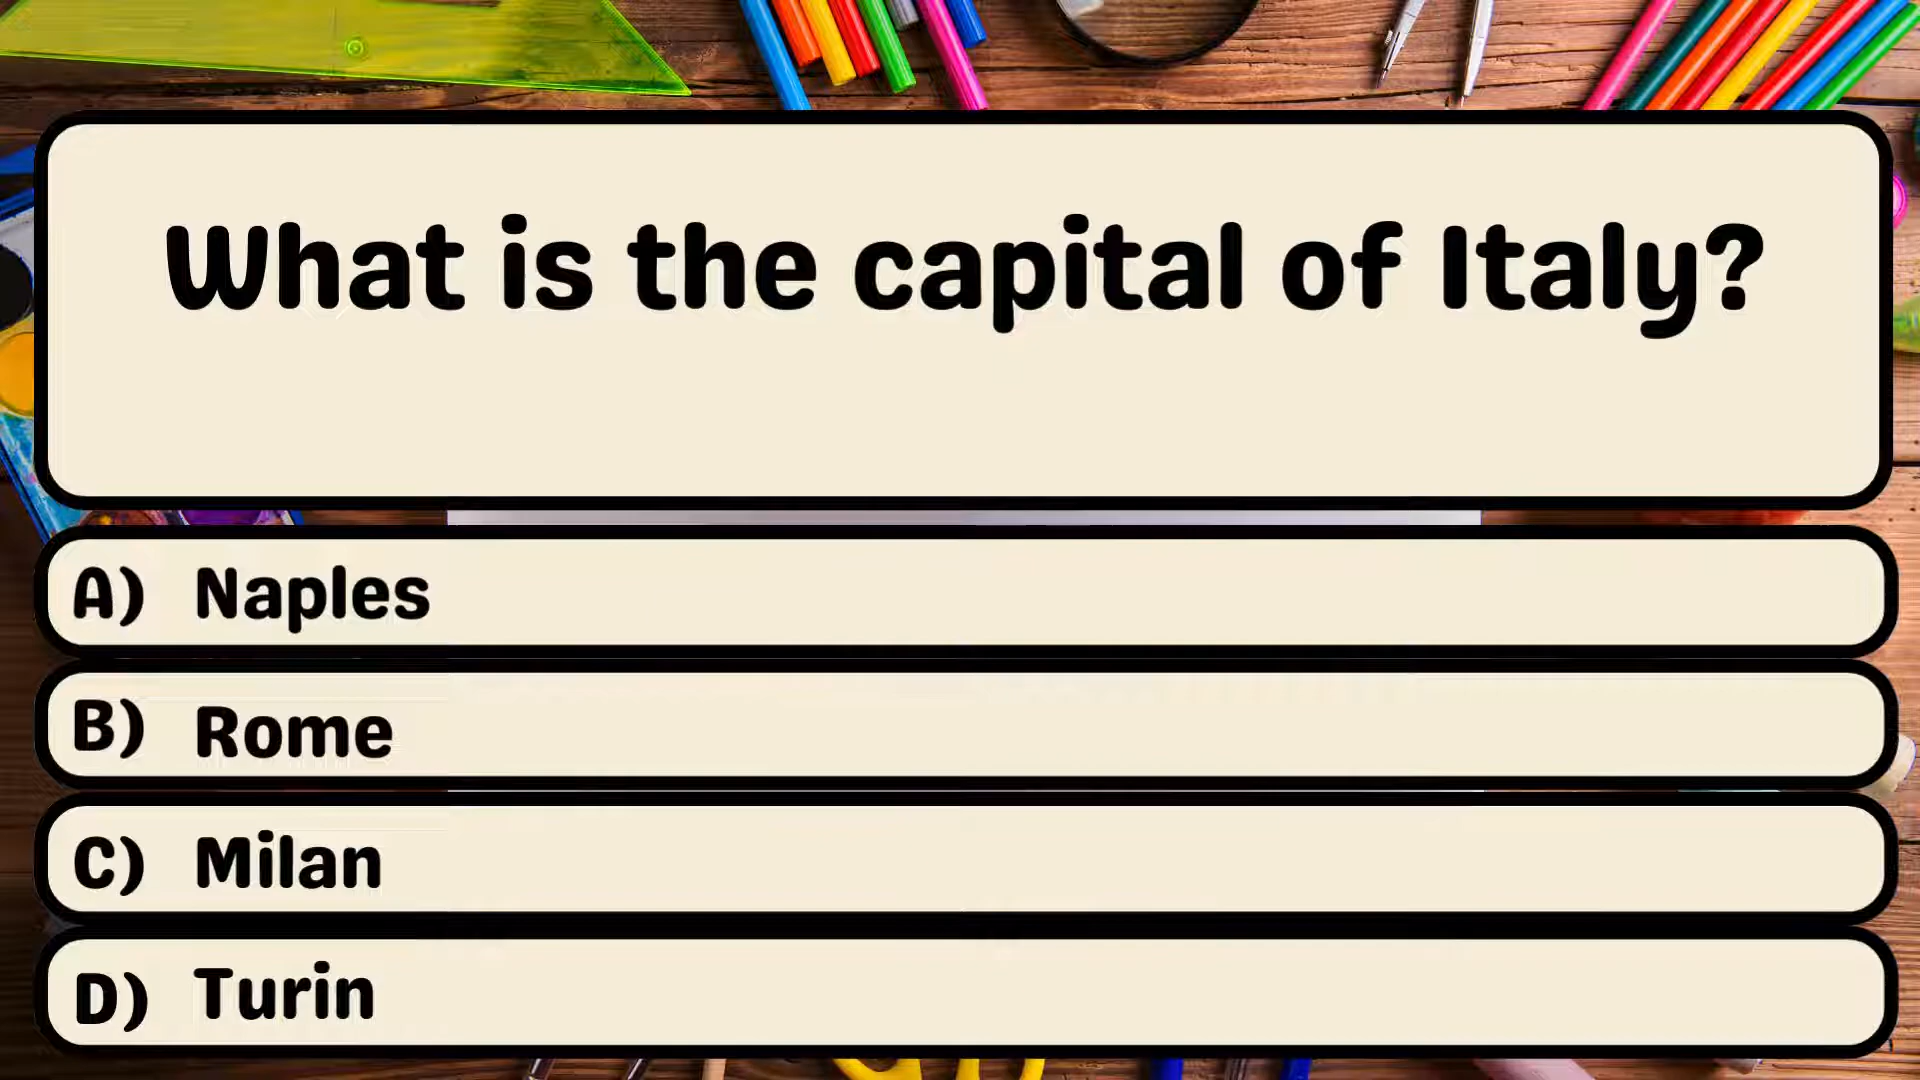 What is the capital of Italy?
A) Naples
B) Rome
C) Milan
D) Turin